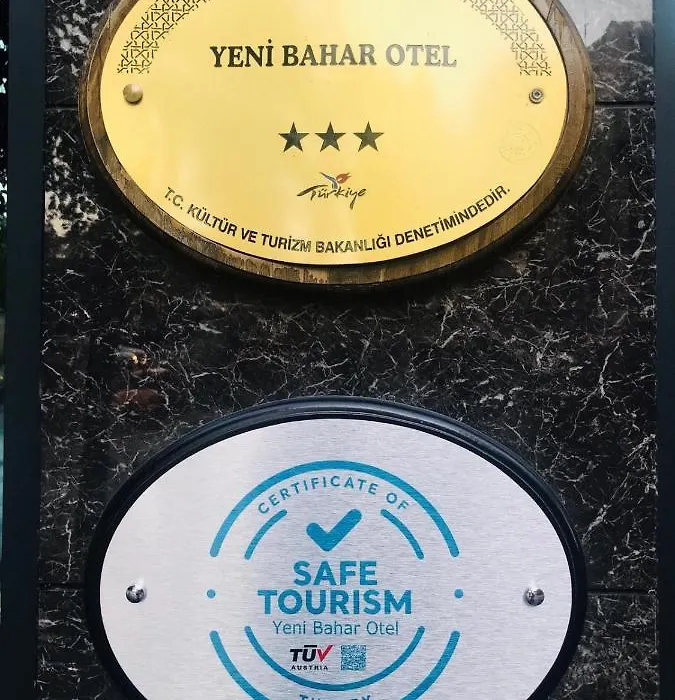 YENİ BAHAR OTEL
Türkiye
T.C. KÜLTÜR VE TURİZM BAKANLIĞI DENETİMİNDEDİR.
CERTIFICATE OF
SAFE
TOURISM
Yeni Bahar Otel
TÜV
AUSTRIA